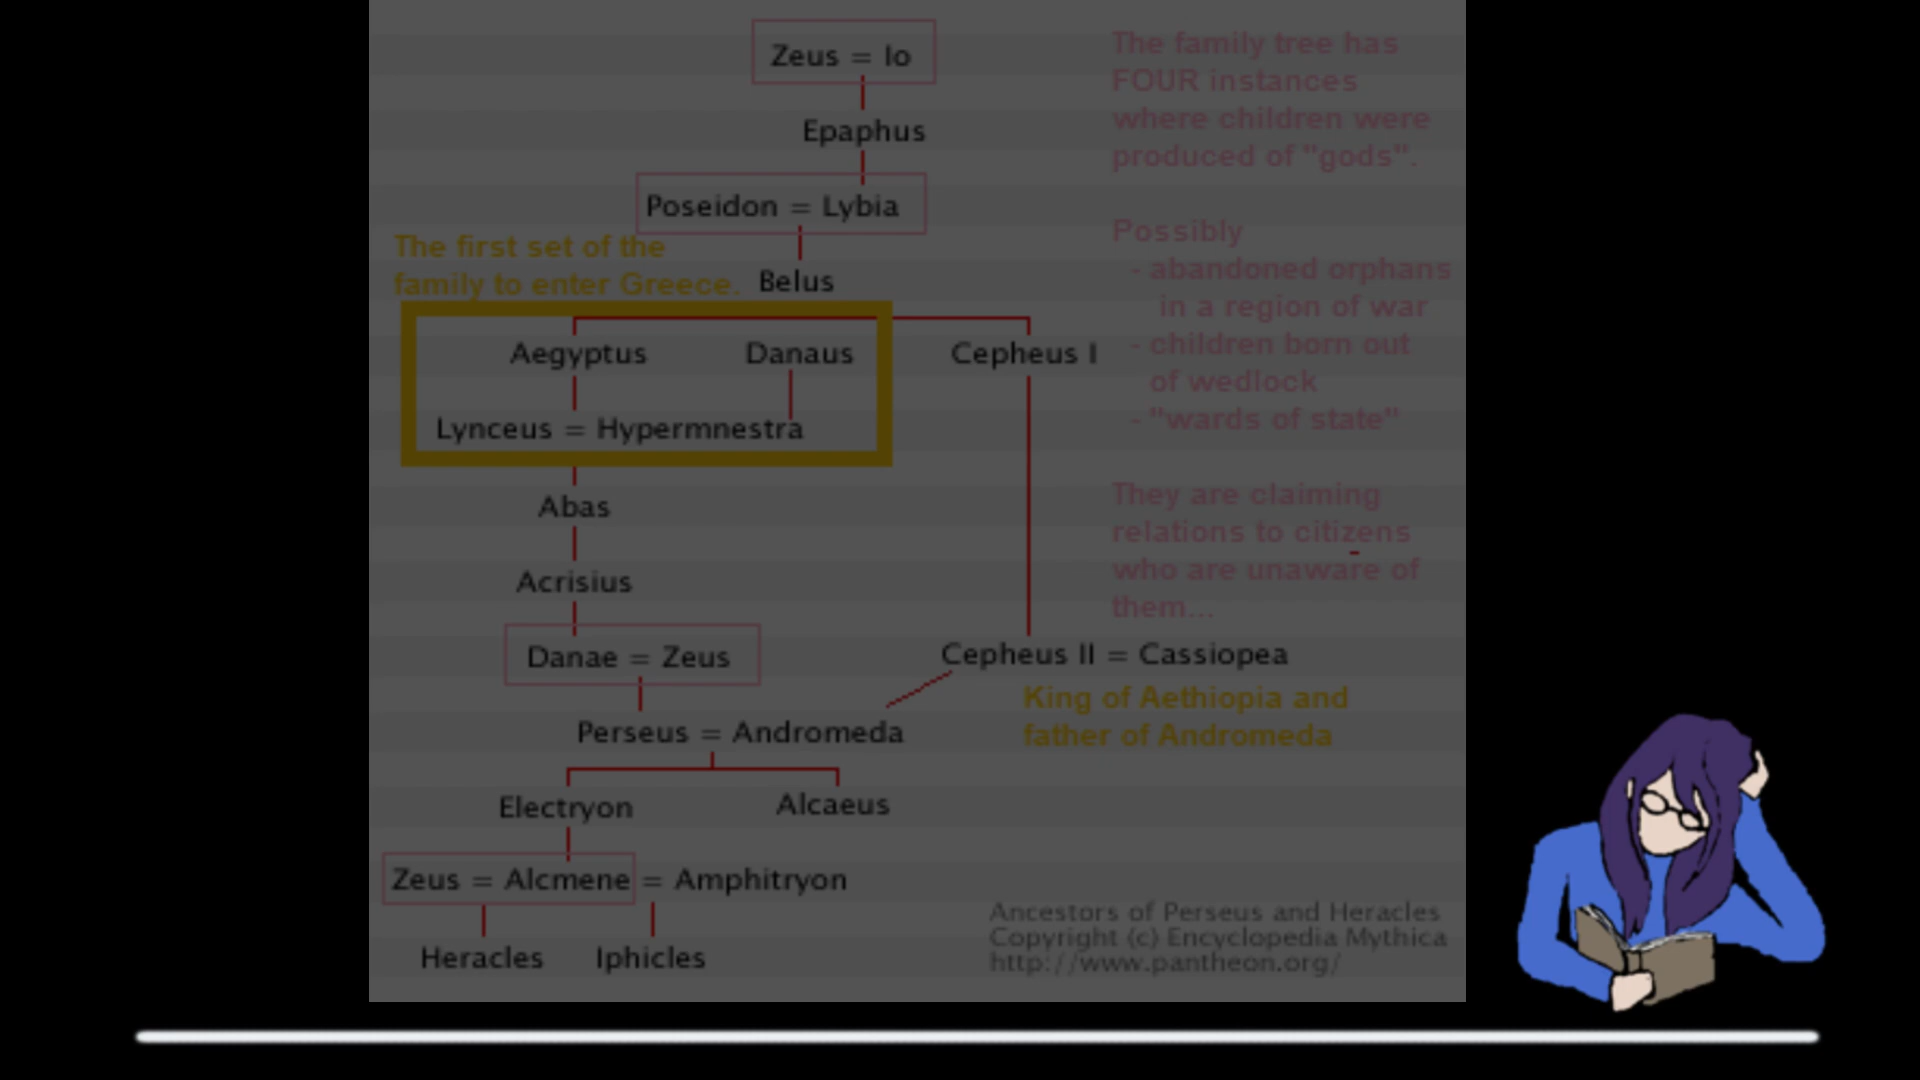 Zeus = Io
Epaphus
Poseidon = Lybia
The first set of the
family to enter Greece.
Belus
Aegyptus
Danaus
Cepheus I
Lynceus = Hypermnestra
Abas
Acrisius
Danae = Zeus
Cepheus II = Cassiopea
King of Aethiopia and
father of Andromeda
Perseus = Andromeda
Electryon
Alcaeus
Zeus = Alcmene = Amphitryon
Heracles
Iphicles
The family tree has
FOUR instances
where children were
produced of "gods".
Possibly
- abandoned orphans
in a region of war
- children born out
of wedlock
- "wards of state"
They are claiming
relations to citizens
who are unaware of
them...
Ancestors of Perseus and Heracles
Copyright (c) Encyclopedia Mythica
http://www.pantheon.org/